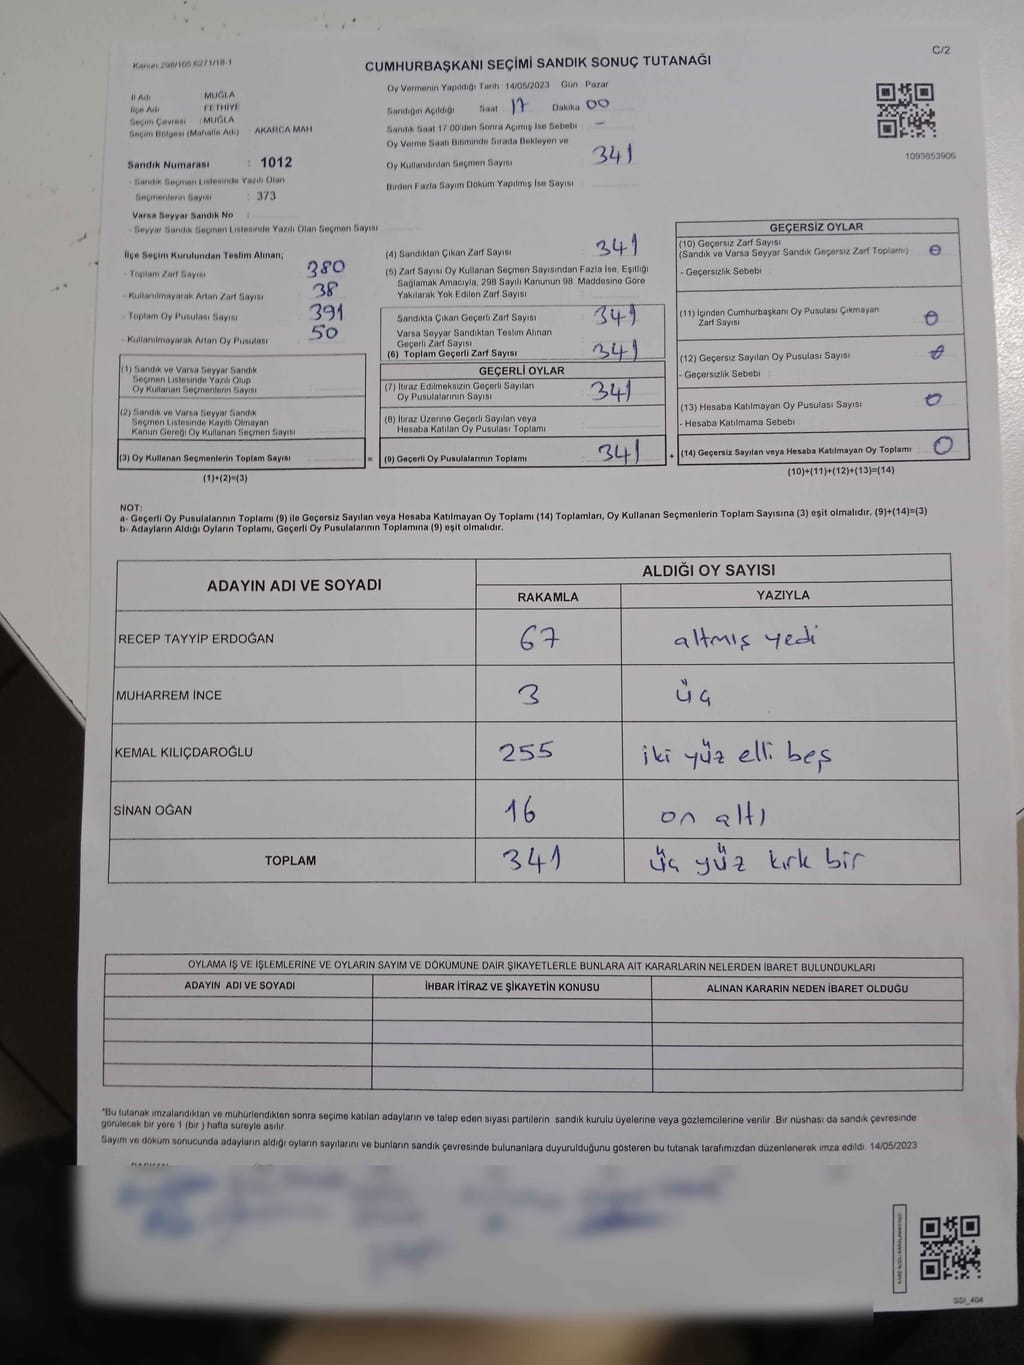 Kanun 298/105,6271/18-1
C/2
CUMHURBAŞKANI SEÇİMİ SANDIK SONUÇ TUTANAĞI
İl Adı MUĞLA
İlçe Adı FETHİYE
Seçim Çevresi : MUĞLA
Seçim Bölgesi (Mahalle Adı) AKARCA MAH
Sandık Numarası : 1012
- Sandık Seçmen Listesinde Yazılı Olan
Seçmenlerin Sayısı : 373
Varsa Seyyar Sandık No
- Seyyar Sandık Seçmen Listesinde Yazılı Olan Seçmen Sayısı
Oy Vermenin Yapıldığı Tarih : 14/05/2023 Gün Pazar
Sandığın Açıldığı Saat 17 Dakika 00
Sandık Saat 17:00'den Sonra Açılmış İse Sebebi –
Oy Verme Saati Bitiminde Sırada Bekleyen ve
Oy Kullandırılan Seçmen Sayısı 341
Birden Fazla Sayım Döküm Yapılmış İse Sayısı
1093853906
İlçe Seçim Kurulundan Teslim Alınan;
- Toplam Zarf Sayısı 380
- Kullanılmayarak Artan Zarf Sayısı 38
- Toplam Oy Pusulası Sayısı 391
- Kullanılmayarak Artan Oy Pusulası 50
(1) Sandık ve Varsa Seyyar Sandık
Seçmen Listesinde Yazılı Olup
Oy Kullanan Seçmenlerin Sayısı
(2) Sandık ve Varsa Seyyar Sandık
Seçmen Listesinde Kayıtlı Olmayan
Kanun Gereği Oy Kullanan Seçmen Sayısı
(3) Oy Kullanan Seçmenlerin Toplam Sayısı
(1)+(2)=(3)
(4) Sandıktan Çıkan Zarf Sayısı 341
(5) Zarf Sayısı Oy Kullanan Seçmen Sayısından Fazla İse, Eşitliği
Sağlamak Amacıyla, 298 Sayılı Kanunun 98. Maddesine Göre
Yakılarak Yok Edilen Zarf Sayısı
Sandıkta Çıkan Geçerli Zarf Sayısı 341
Varsa Seyyar Sandıktan Teslim Alınan
Geçerli Zarf Sayısı
(6) Toplam Geçerli Zarf Sayısı 341
GEÇERLİ OYLAR
(7) İtiraz Edilmeksizin Geçerli Sayılan
Oy Pusulalarının Sayısı 341
(8) İtiraz Üzerine Geçerli Sayılan veya
Hesaba Katılan Oy Pusulası Toplamı
= (9) Geçerli Oy Pusulalarının Toplamı 341
GEÇERSİZ OYLAR
(10) Geçersiz Zarf Sayısı
(Sandık ve Varsa Seyyar Sandık Geçersiz Zarf Toplamı) 0
- Geçersizlik Sebebi
(11) İçinden Cumhurbaşkanı Oy Pusulası Çıkmayan
Zarf Sayısı 0
(12) Geçersiz Sayılan Oy Pusulası Sayısı 0
- Geçersizlik Sebebi
(13) Hesaba Katılmayan Oy Pusulası Sayısı 0
- Hesaba Katılmama Sebebi
+ (14) Geçersiz Sayılan veya Hesaba Katılmayan Oy Toplamı 0
(10)+(11)+(12)+(13)=(14)
NOT:
a- Geçerli Oy Pusulalarının Toplamı (9) ile Geçersiz Sayılan veya Hesaba Katılmayan Oy Toplamı (14) Toplamları, Oy Kullanan Seçmenlerin Toplam Sayısına (3) eşit olmalıdır. (9)+(14)=(3)
b- Adayların Aldığı Oyların Toplamı, Geçerli Oy Pusulalarının Toplamına (9) eşit olmalıdır.
ADAYIN ADI VE SOYADI
ALDIĞI OY SAYISI
RAKAMLA YAZIYLA
RECEP TAYYİP ERDOĞAN 67 altmış yedi
MUHARREM İNCE 3 üç
KEMAL KILIÇDAROĞLU 255 iki yüz elli beş
SİNAN OĞAN 16 on altı
TOPLAM 341 üç yüz kırk bir
OYLAMA İŞ VE İŞLEMLERİNE VE OYLARIN SAYIM VE DÖKÜMÜNE DAİR ŞİKAYETLERLE BUNLARA AİT KARARLARIN NELERDEN İBARET BULUNDUKLARI
ADAYIN ADI VE SOYADI İHBAR İTİRAZ VE ŞİKAYETİN KONUSU ALINAN KARARIN NEDEN İBARET OLDUĞU
*Bu tutanak imzalandıktan ve mühürlendikten sonra seçime katılan adayların ve talep eden siyasi partilerin sandık kurulu üyelerine veya gözlemcilerine verilir. Bir nüshası da sandık çevresinde
görülecek bir yere 1 (bir) hafta süreyle asılır.
Sayım ve döküm sonucunda adayların aldığı oyların sayılarını ve bunların sandık çevresinde bulunanlara duyurulduğunu gösteren bu tutanak tarafımızdan düzenlenerek imza edildi. 14/05/2023
SSI_404